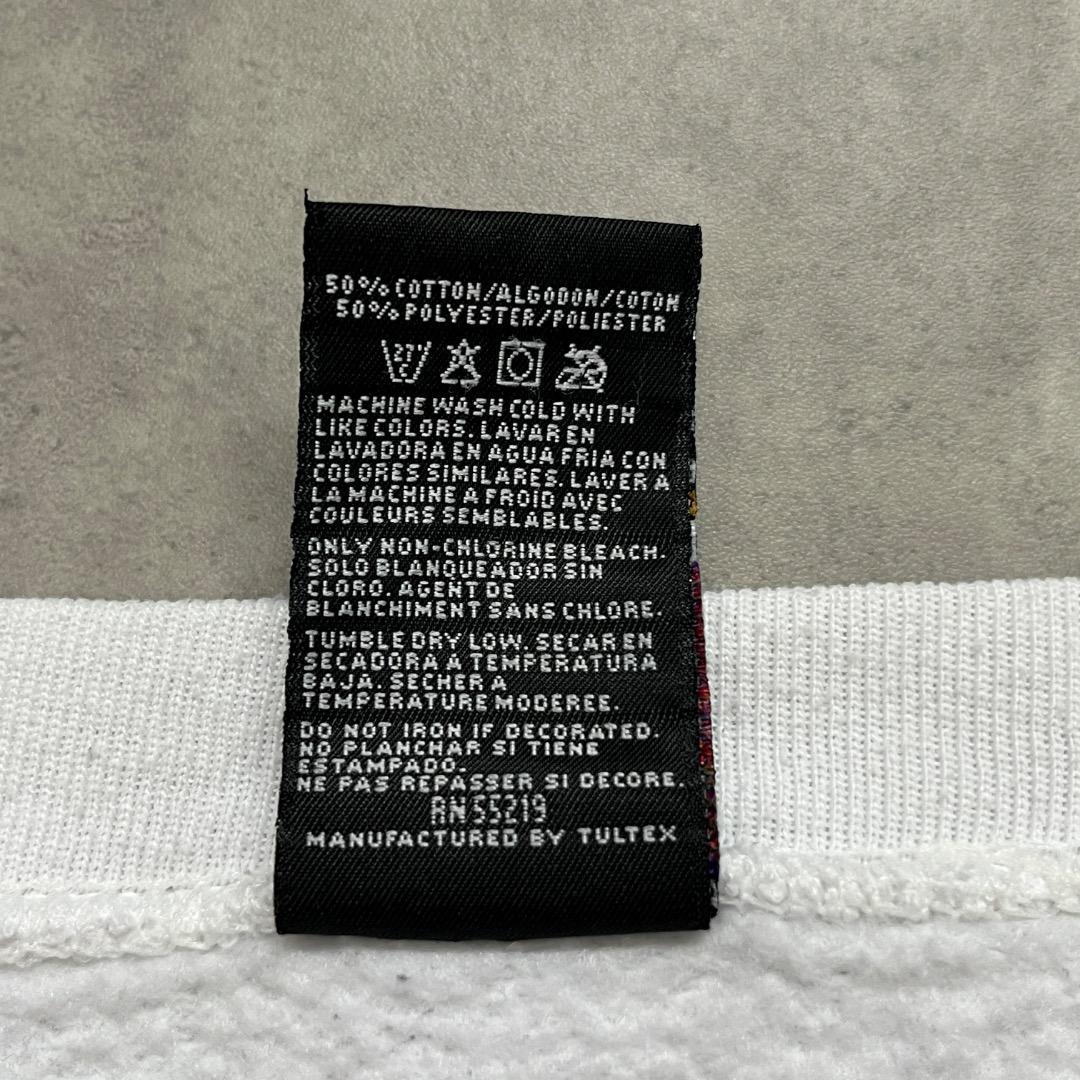 50% COTTON/ALGODON/COTON
50% POLYESTER/POLIESTER
27°
C
MACHINE WASH COLD WITH
LIKE COLORS. LAVAR EN
LAVADORA EN AGUA FRIA CON
COLORES SIMILARES. LAVER A
LA MACHINE A FROID AVEC
COULEURS SEMBLABLES.
ONLY NON-CHLORINE BLEACH.
SOLO BLANQUEADOR SIN
CLORO. AGENT DE
BLANCHIMENT SANS CHLORE.
TUMBLE DRY LOW. SECAR EN
SECADORA A TEMPERATURA
BAJA. SECHER A
TEMPERATURE MODEREE.
DO NOT IRON IF DECORATED.
NO PLANCHAR SI TIENE
ESTAMPADO.
NE PAS REPASSER SI DECORE.
RN 55219
MANUFACTURED BY TULTEX